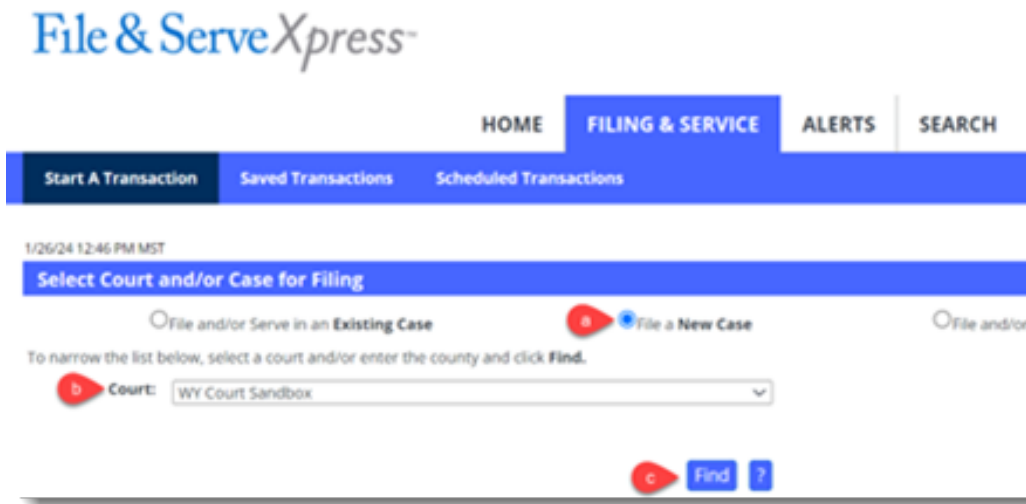 File & ServeXpress™
HOME FILING & SERVICE ALERTS SEARCH
Start A Transaction Saved Transactions Scheduled Transactions
1/26/24 12:46 PM MST
Select Court and/or Case for Filing
File and/or Serve in an Existing Case a File a New Case File and/or
To narrow the list below, select a court and/or enter the county and click Find.
b Court: WY Court Sandbox
c Find ?